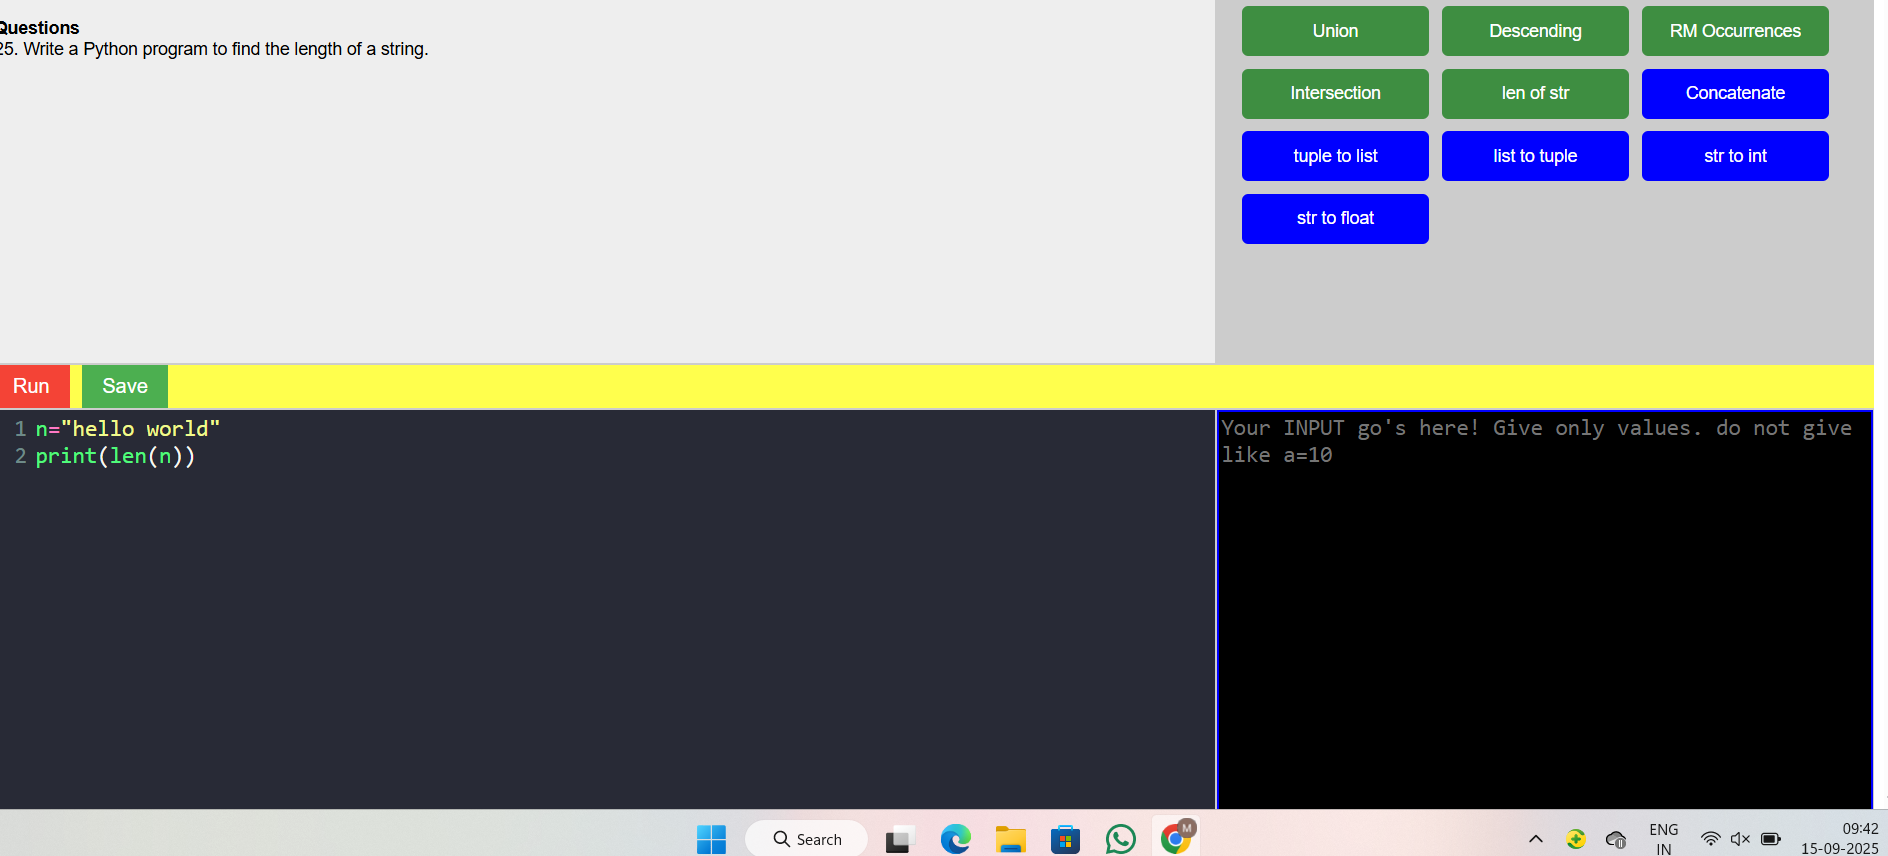 Questions
25. Write a Python program to find the length of a string.
Union
Descending
RM Occurrences
Intersection
len of str
Concatenate
tuple to list
list to tuple
str to int
str to float
Run
Save
1 n="hello world"
2 print(len(n))
Your INPUT go's here! Give only values. do not give
like a=10
Search
M
ENG
IN
09:42
15-09-2025